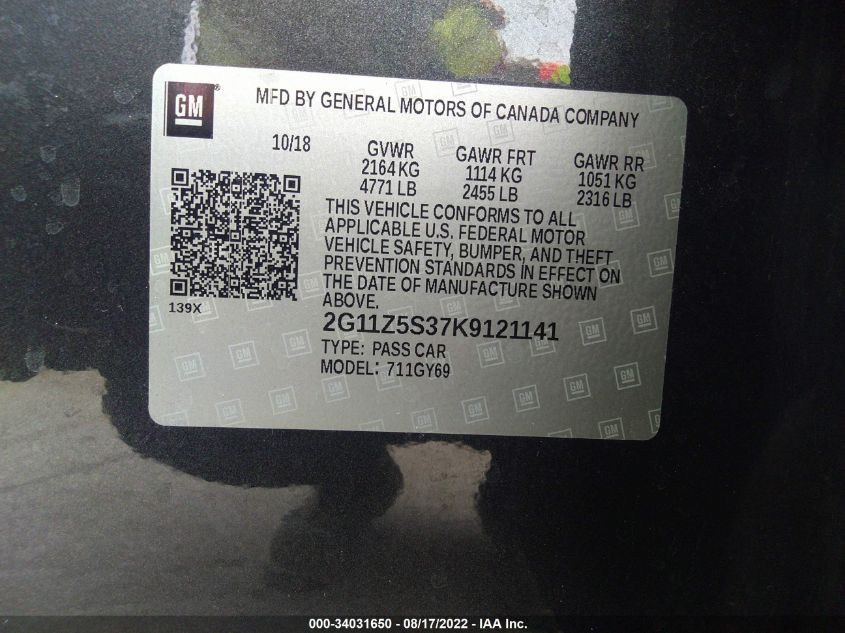 GM ®
MFD BY GENERAL MOTORS OF CANADA COMPANY
10/18
GVWR
2164 KG
4771 LB
GAWR FRT
1114 KG
2455 LB
GAWR RR
1051 KG
2316 LB
THIS VEHICLE CONFORMS TO ALL
APPLICABLE U.S. FEDERAL MOTOR
VEHICLE SAFETY, BUMPER, AND THEFT
PREVENTION STANDARDS IN EFFECT ON
THE DATE OF MANUFACTURE SHOWN
ABOVE.
139X
2G11Z5S37K9121141
TYPE: PASS CAR
MODEL: 711GY69
000-34031650 - 08/17/2022 - IAA Inc.